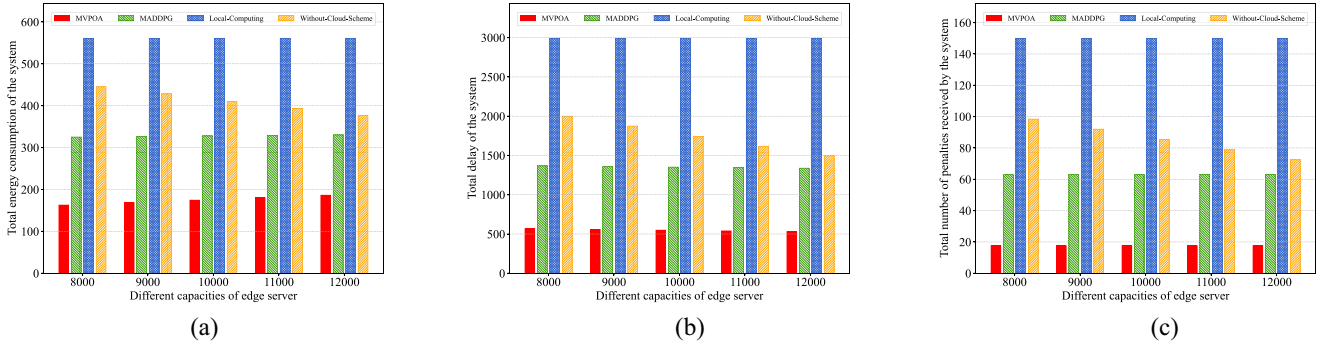 MVPOA MADDPG Local-Computing Without-Cloud-Scheme
Total energy consumption of the system
600
500
400
300
200
100
0
8000 9000 10000 11000 12000
Different capacities of edge server
(a)
MVPOA MADDPG Local-Computing Without-Cloud-Scheme
Total delay of the system
3000
2500
2000
1500
1000
500
0
8000 9000 10000 11000 12000
Different capacities of edge server
(b)
MVPOA MADDPG Local-Computing Without-Cloud-Scheme
Total number of penalties received by the system
160
140
120
100
80
60
40
20
0
8000 9000 10000 11000 12000
Different capacities of edge server
(c)